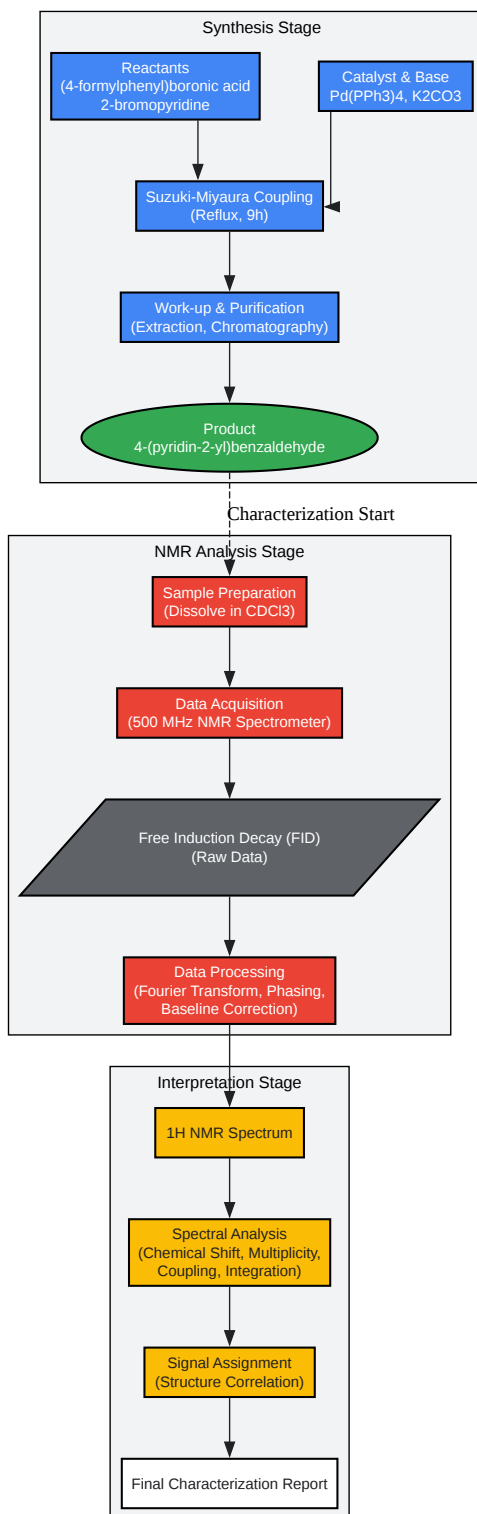 Synthesis Stage
Reactants
(4-formylphenyl)boronic acid
2-bromopyridine
Catalyst & Base
Pd(PPh3)4, K2CO3
Suzuki-Miyaura Coupling
(Reflux, 9h)
Work-up & Purification
(Extraction, Chromatography)
Product
4-(pyridin-2-yl)benzaldehyde
Characterization Start
NMR Analysis Stage
Sample Preparation
(Dissolve in CDCl3)
Data Acquisition
(500 MHz NMR Spectrometer)
Free Induction Decay (FID)
(Raw Data)
Data Processing
(Fourier Transform, Phasing,
Baseline Correction)
Interpretation Stage
1H NMR Spectrum
Spectral Analysis
(Chemical Shift, Multiplicity,
Coupling, Integration)
Signal Assignment
(Structure Correlation)
Final Characterization Report